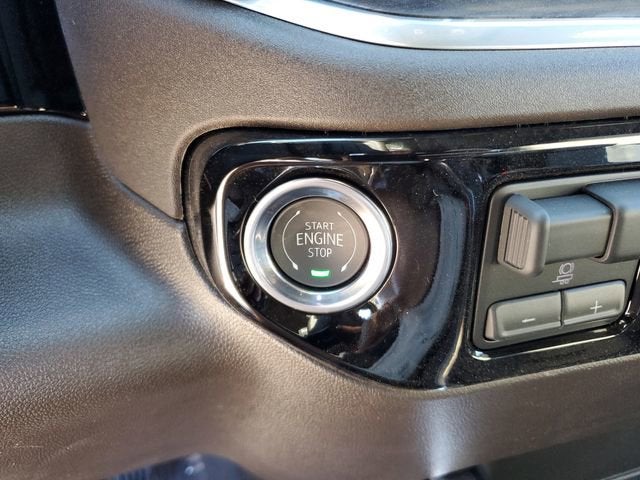 START
ENGINE
STOP
- +